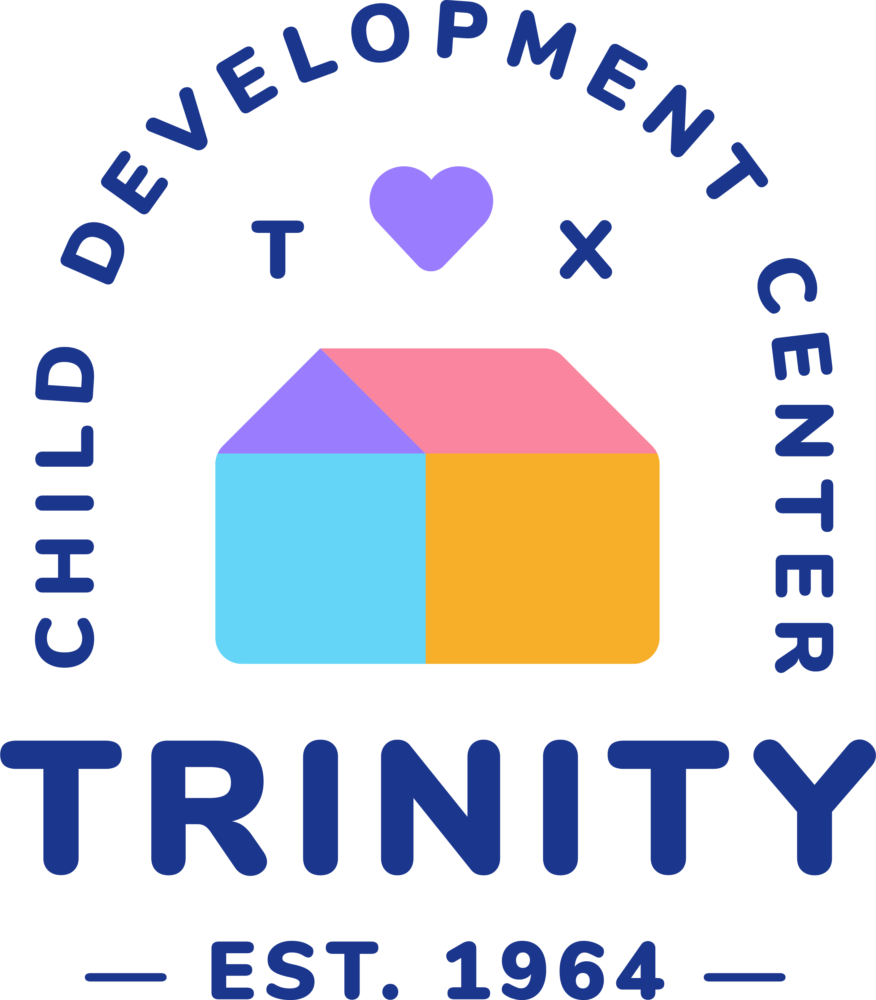 CHILD DEVELOPMENT CENTER
T X
TRINITY
EST. 1964